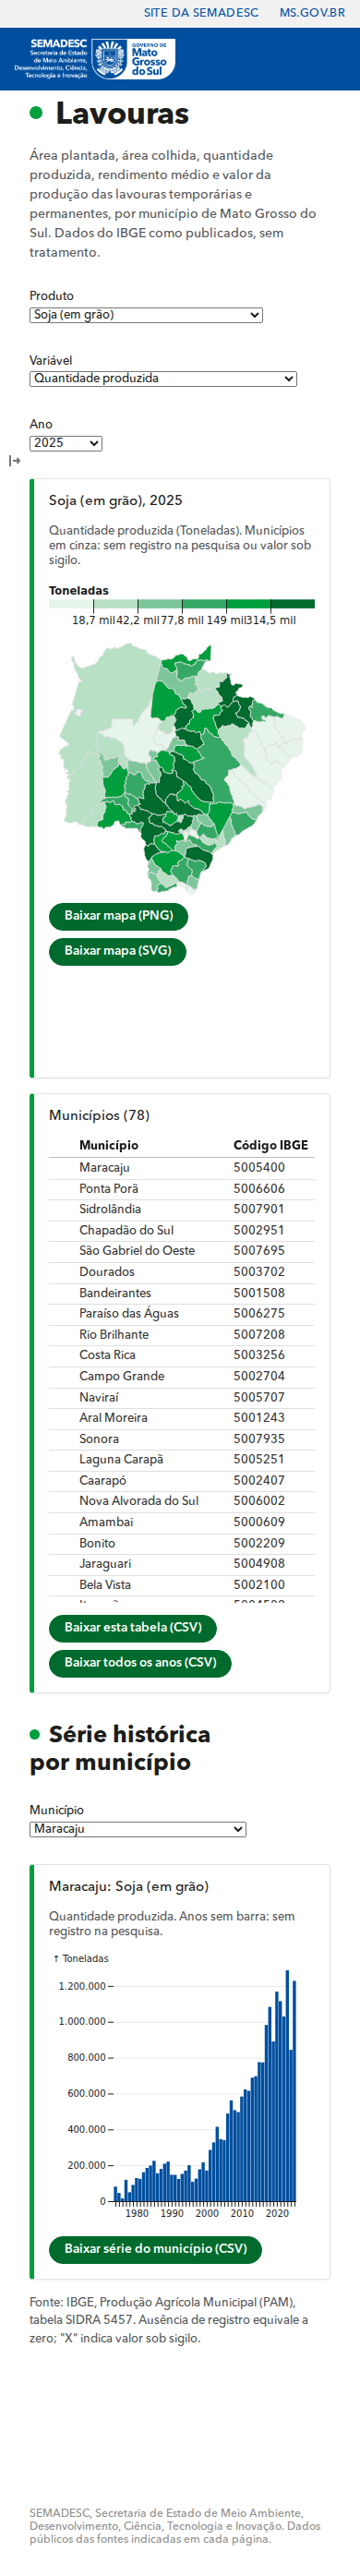 SITE DA SEMADESC MS.GOV.BR
SEMADESC
Secretaria de Estado
de Meio Ambiente,
Desenvolvimento, Ciência,
Tecnologia e Inovação
GOVERNO DE
Mato
Grosso
do Sul
Lavouras
Área plantada, área colhida, quantidade
produzida, rendimento médio e valor da
produção das lavouras temporárias e
permanentes, por município de Mato Grosso do
Sul. Dados do IBGE como publicados, sem
tratamento.
Produto
Soja (em grão)
Variável
Quantidade produzida
Ano
2025
Soja (em grão), 2025
Quantidade produzida (Toneladas). Municípios
em cinza: sem registro na pesquisa ou valor sob
sigilo.
Toneladas
18,7 mil 42,2 mil 77,8 mil 149 mil 314,5 mil
Baixar mapa (PNG)
Baixar mapa (SVG)
Municípios (78)
Município Código IBGE
Maracaju 5005400
Ponta Porã 5006606
Sidrolândia 5007901
Chapadão do Sul 5002951
São Gabriel do Oeste 5007695
Dourados 5003702
Bandeirantes 5001508
Paraíso das Águas 5006275
Rio Brilhante 5007208
Costa Rica 5003256
Campo Grande 5002704
Naviraí 5005707
Aral Moreira 5001243
Sonora 5007935
Laguna Carapã 5005251
Caarapó 5002407
Nova Alvorada do Sul 5006002
Amambai 5000609
Bonito 5002209
Jaraguari 5004908
Bela Vista 5002100
Baixar esta tabela (CSV)
Baixar todos os anos (CSV)
Série histórica
por município
Município
Maracaju
Maracaju: Soja (em grão)
Quantidade produzida. Anos sem barra: sem
registro na pesquisa.
↑ Toneladas
1.200.000
1.000.000
800.000
600.000
400.000
200.000
0
1980 1990 2000 2010 2020
Baixar série do município (CSV)
Fonte: IBGE, Produção Agrícola Municipal (PAM),
tabela SIDRA 5457. Ausência de registro equivale a
zero; "X" indica valor sob sigilo.
SEMADESC, Secretaria de Estado de Meio Ambiente,
Desenvolvimento, Ciência, Tecnologia e Inovação. Dados
públicos das fontes indicadas em cada página.